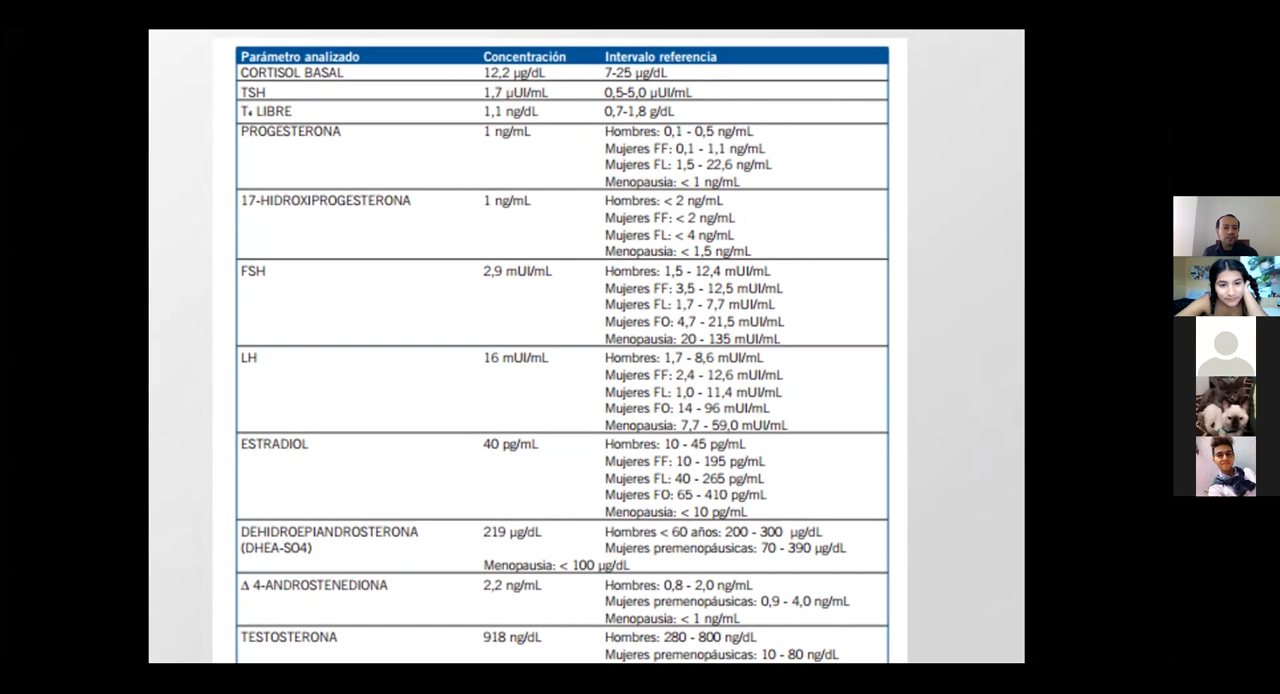 Parámetro analizado Concentración Intervalo referencia
CORTISOL BASAL 12,2 µg/dL 7-25 µg/dL
TSH 1,7 µUI/mL 0,5-5,0 µUI/mL
T₄ LIBRE 1,1 ng/dL 0,7-1,8 g/dL
PROGESTERONA 1 ng/mL Hombres: 0,1 - 0,5 ng/mL
Mujeres FF: 0,1 - 1,1 ng/mL
Mujeres FL: 1,5 - 22,6 ng/mL
Menopausia: < 1 ng/mL
17-HIDROXIPROGESTERONA 1 ng/mL Hombres: < 2 ng/mL
Mujeres FF: < 2 ng/mL
Mujeres FL: < 4 ng/mL
Menopausia: < 1,5 ng/mL
FSH 2,9 mUI/mL Hombres: 1,5 - 12,4 mUI/mL
Mujeres FF: 3,5 - 12,5 mUI/mL
Mujeres FL: 1,7 - 7,7 mUI/mL
Mujeres FO: 4,7 - 21,5 mUI/mL
Menopausia: 20 - 135 mUI/mL
LH 16 mUI/mL Hombres: 1,7 - 8,6 mUI/mL
Mujeres FF: 2,4 - 12,6 mUI/mL
Mujeres FL: 1,0 - 11,4 mUI/mL
Mujeres FO: 14 - 96 mUI/mL
Menopausia: 7,7 - 59,0 mUI/mL
ESTRADIOL 40 pg/mL Hombres: 10 - 45 pg/mL
Mujeres FF: 10 - 195 pg/mL
Mujeres FL: 40 - 265 pg/mL
Mujeres FO: 65 - 410 pg/mL
Menopausia: < 10 pg/mL
DEHIDROEPIANDROSTERONA 219 µg/dL Hombres < 60 años: 200 - 300 µg/dL
(DHEA-SO4) Mujeres premenopáusicas: 70 - 390 µg/dL
Menopausia: < 100 µg/dL
Δ 4-ANDROSTENEDIONA 2,2 ng/mL Hombres: 0,8 - 2,0 ng/mL
Mujeres premenopáusicas: 0,9 - 4,0 ng/mL
Menopausia: < 1 ng/mL
TESTOSTERONA 918 ng/dL Hombres: 280 - 800 ng/dL
Mujeres premenopáusicas: 10 - 80 ng/dL